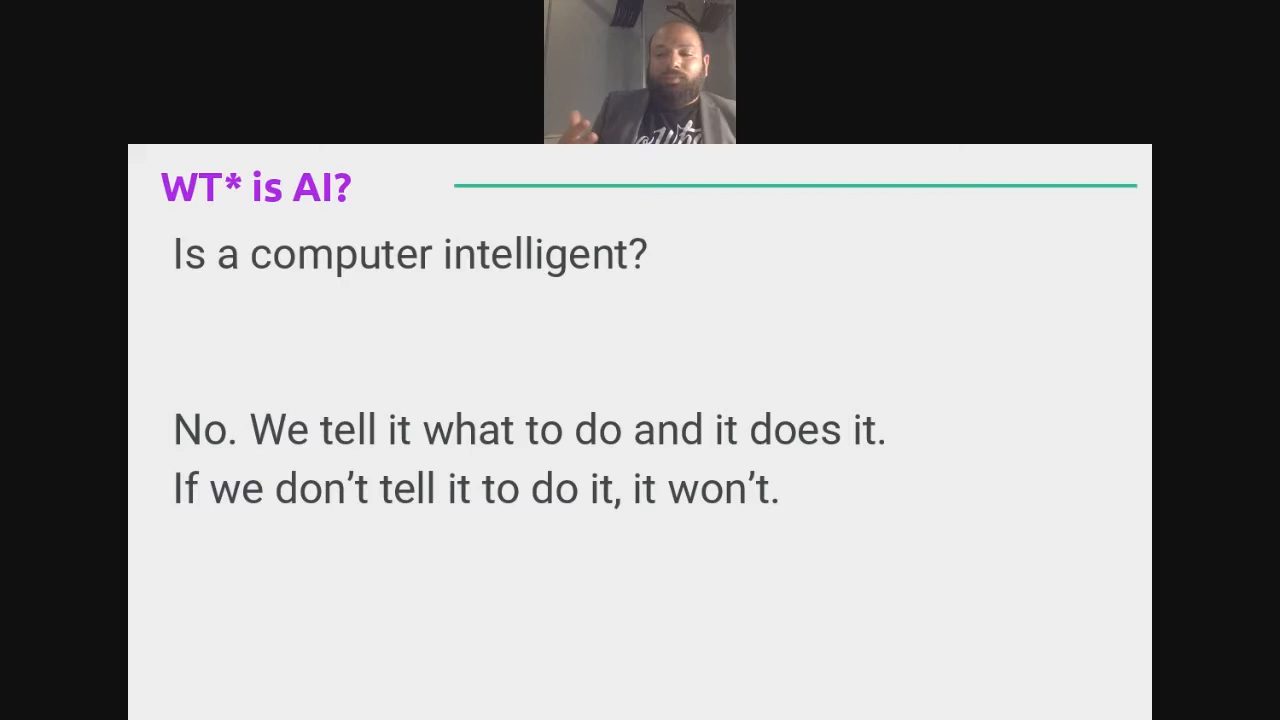 WT* is AI?
Is a computer intelligent?
No. We tell it what to do and it does it.
If we don’t tell it to do it, it won’t.